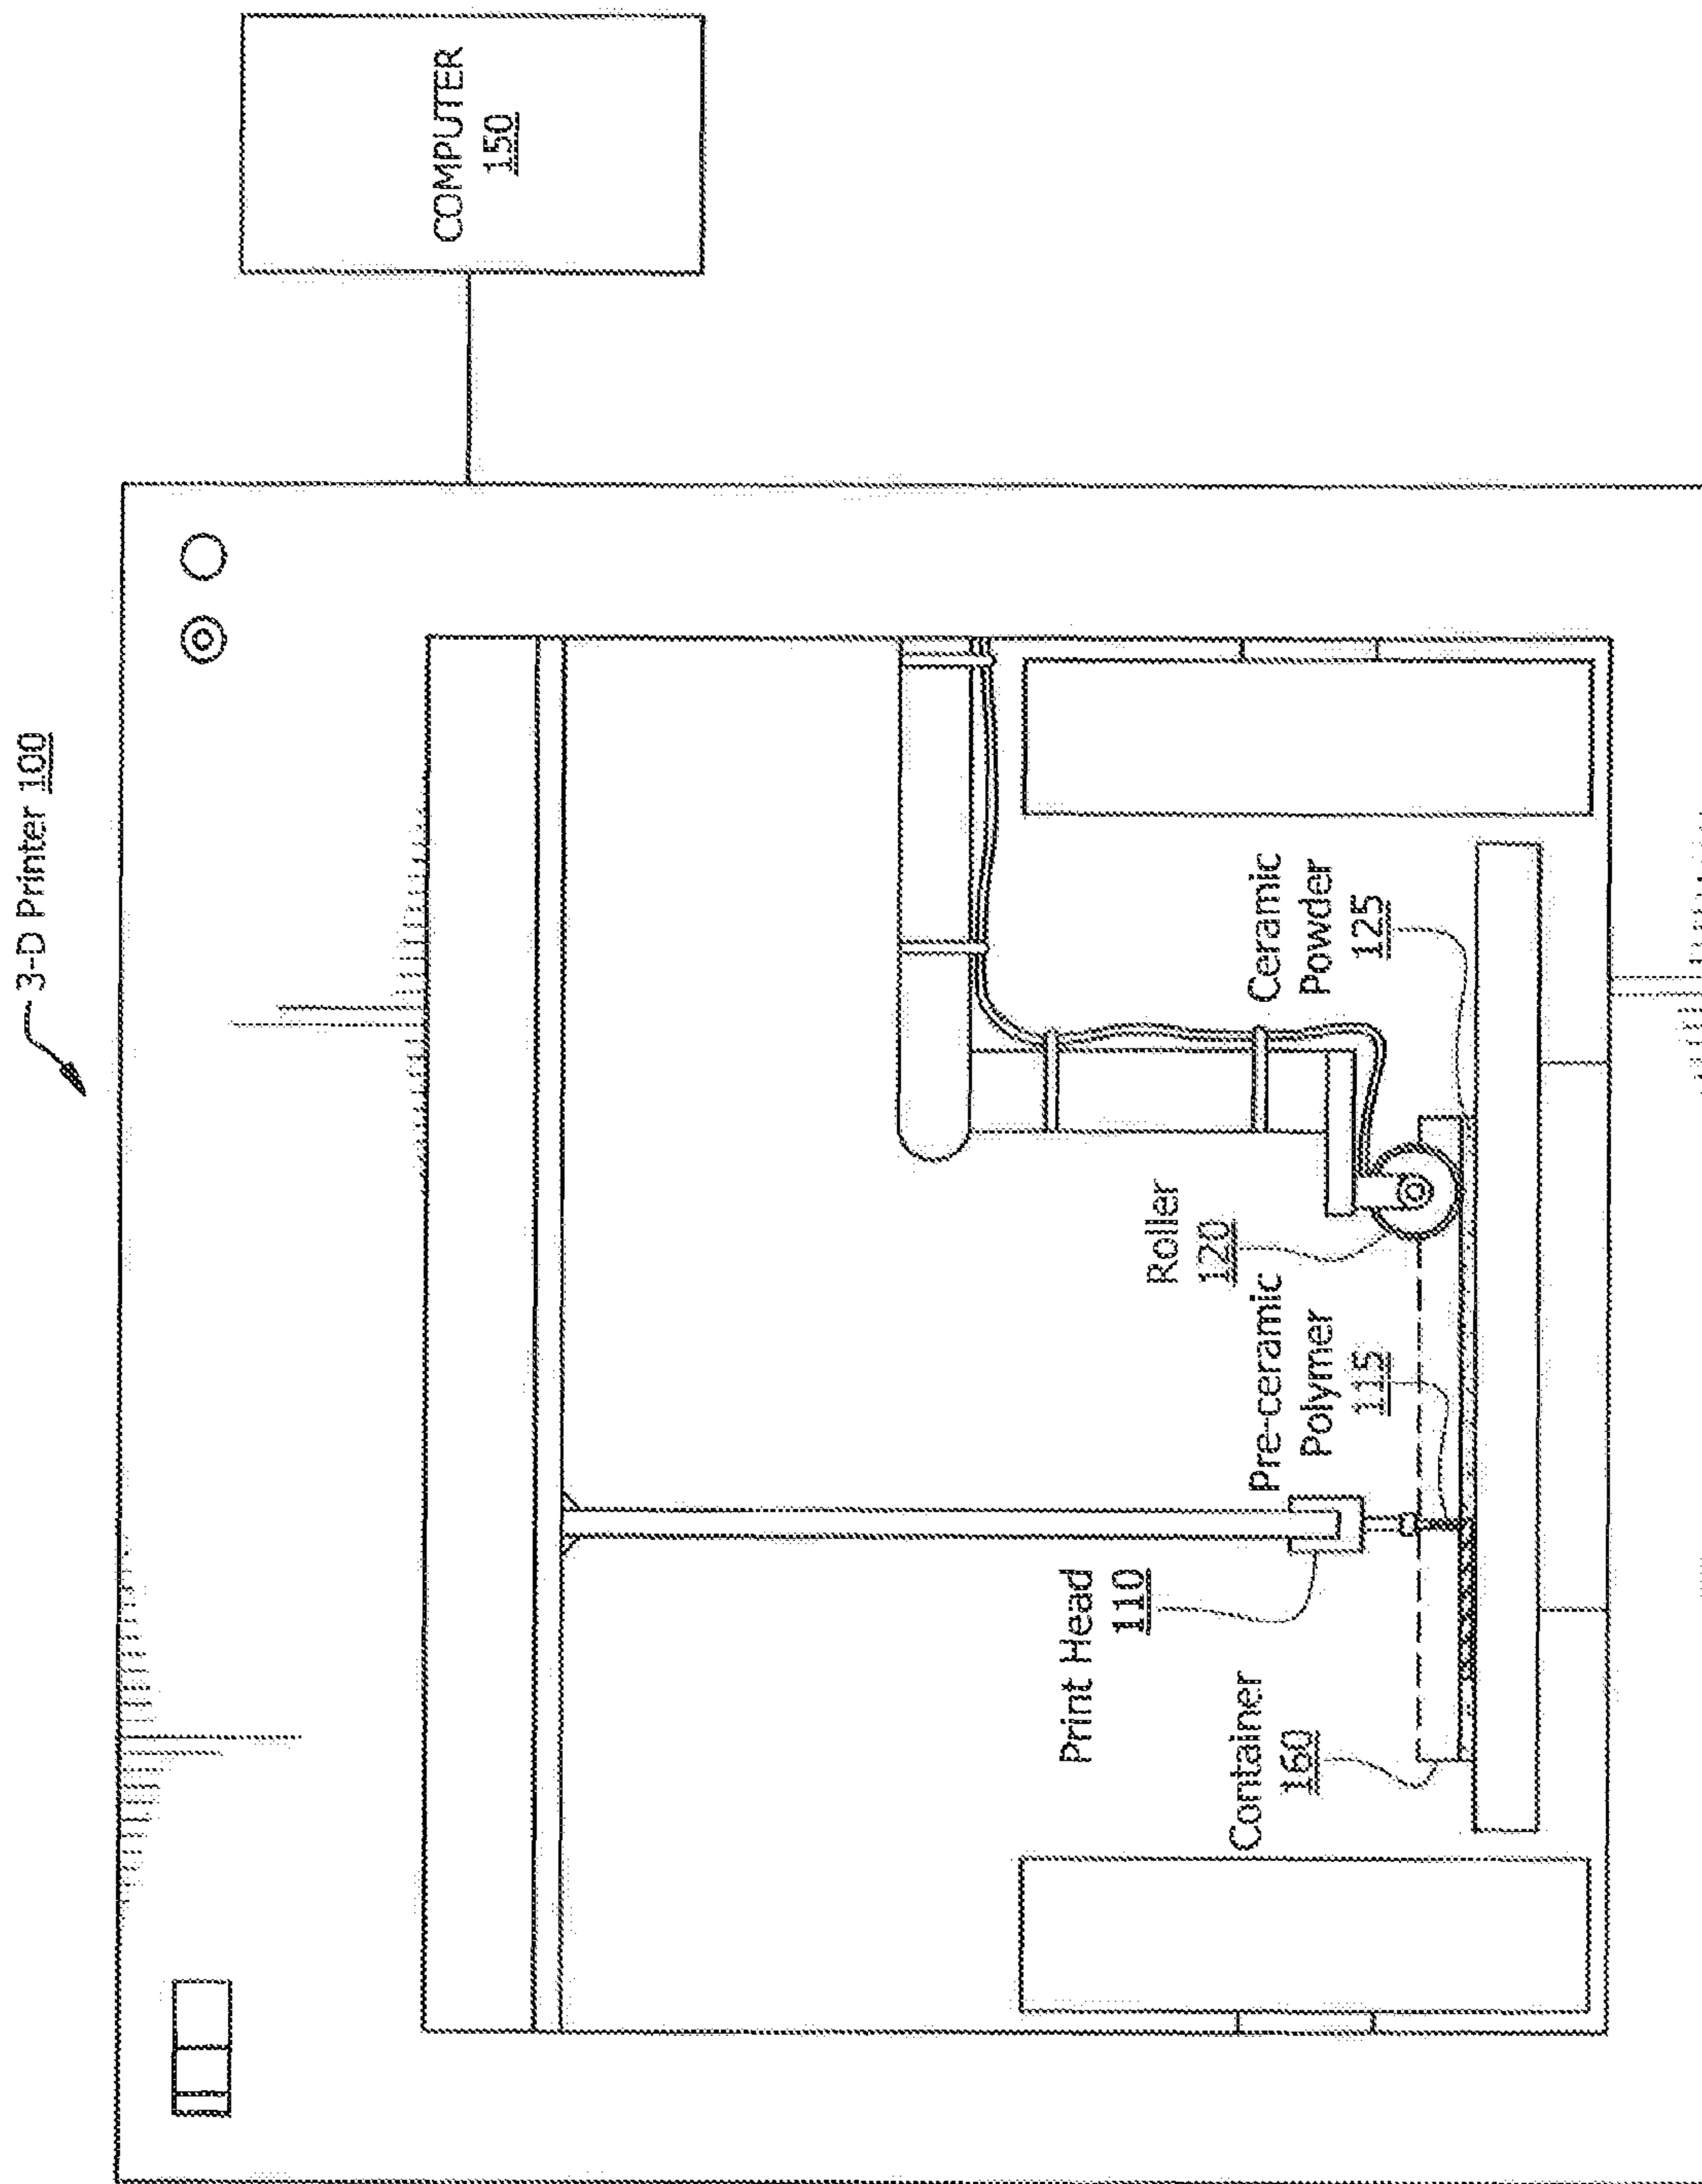 3-D Printer 100
COMPUTER
150
Print Head
110
Container
160
Pre-ceramic
Polymer
115
Roller
120
Ceramic
Powder
125